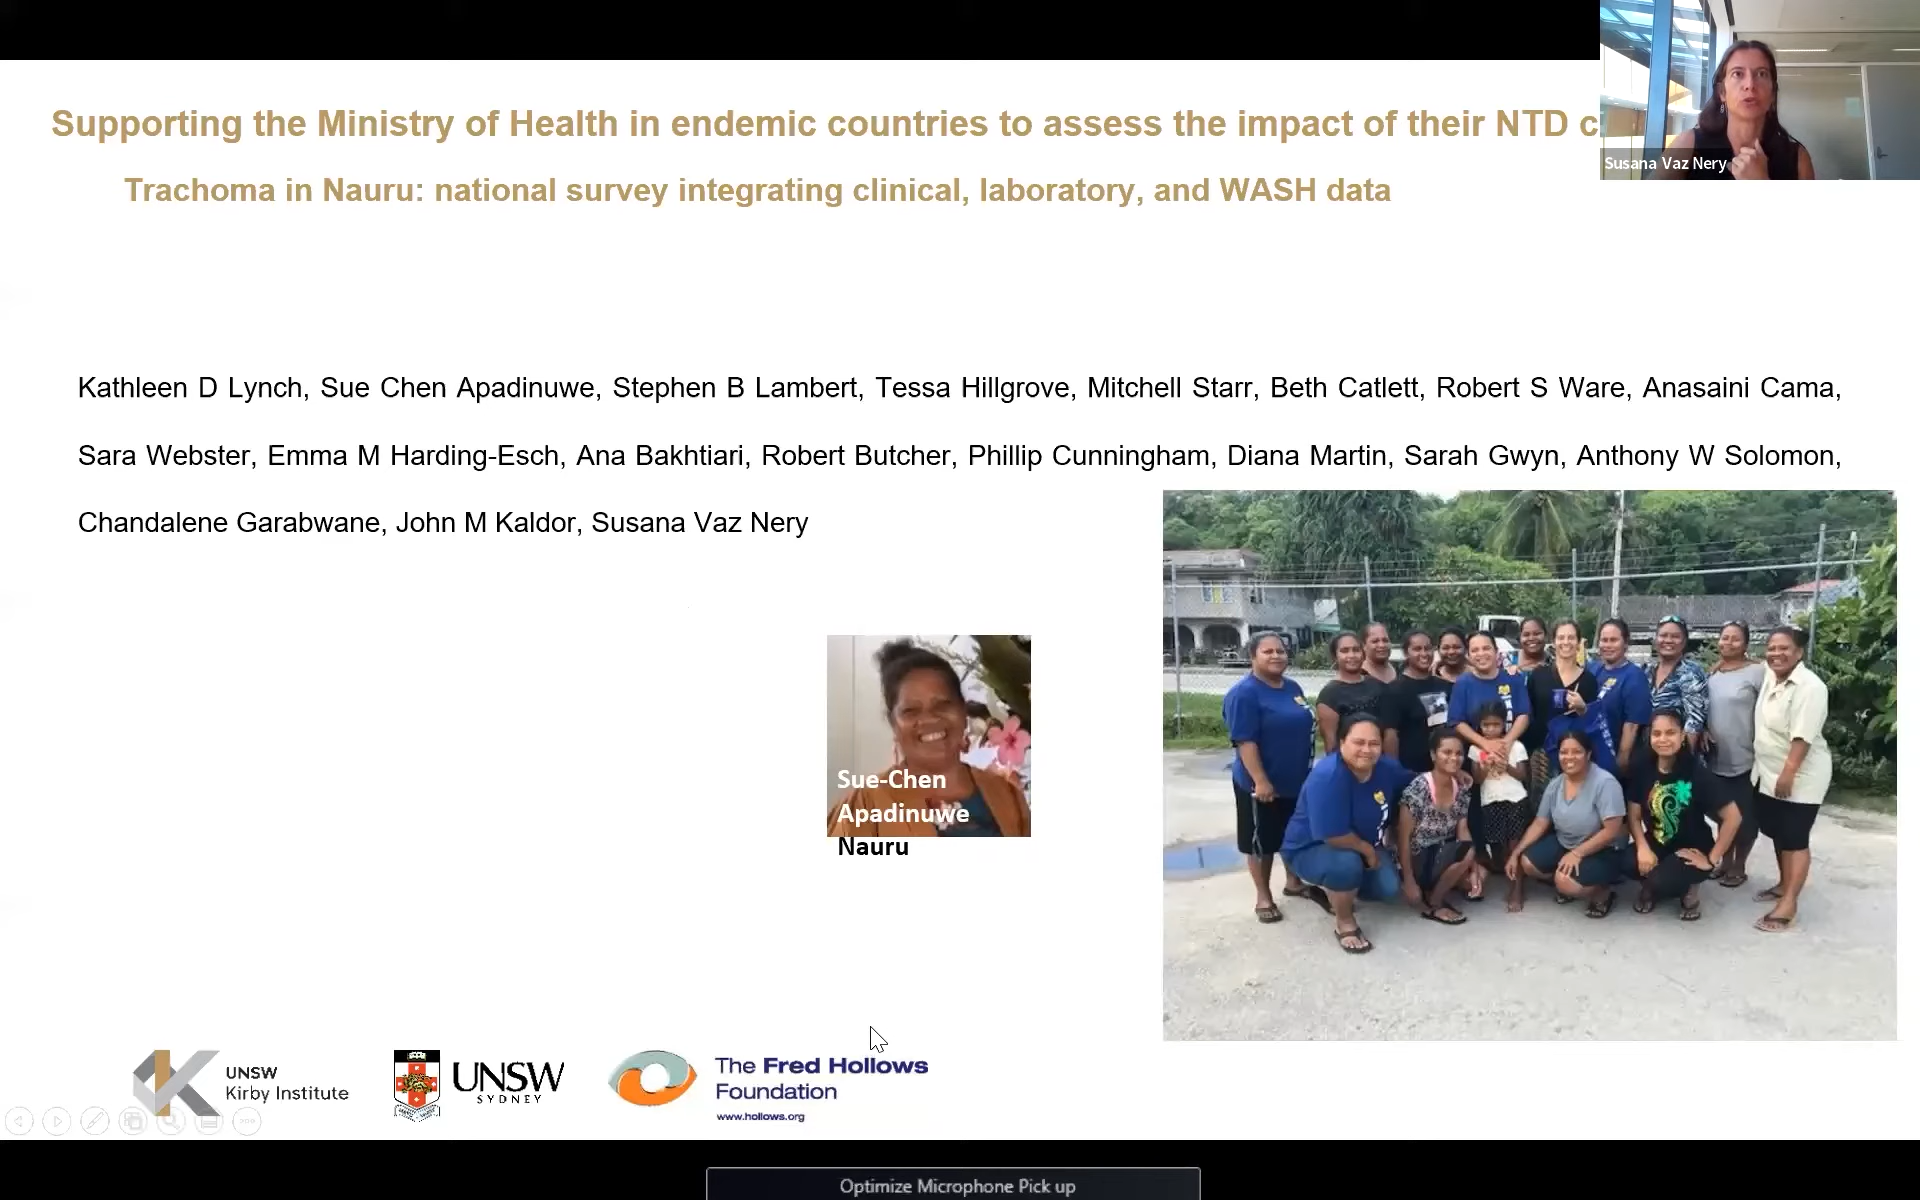 Supporting the Ministry of Health in endemic countries to assess the impact of their NTD c
Susana Vaz Nery
Trachoma in Nauru: national survey integrating clinical, laboratory, and WASH data
Kathleen D Lynch, Sue Chen Apadinuwe, Stephen B Lambert, Tessa Hillgrove, Mitchell Starr, Beth Catlett, Robert S Ware, Anasaini Cama,
Sara Webster, Emma M Harding-Esch, Ana Bakhtiari, Robert Butcher, Phillip Cunningham, Diana Martin, Sarah Gwyn, Anthony W Solomon,
Chandalene Garabwane, John M Kaldor, Susana Vaz Nery
Sue-Chen
Apadinuwe
Nauru
UNSW
Kirby Institute
UNSW
SYDNEY
The Fred Hollows
Foundation
www.hollows.org
Optimize Microphone Pick up